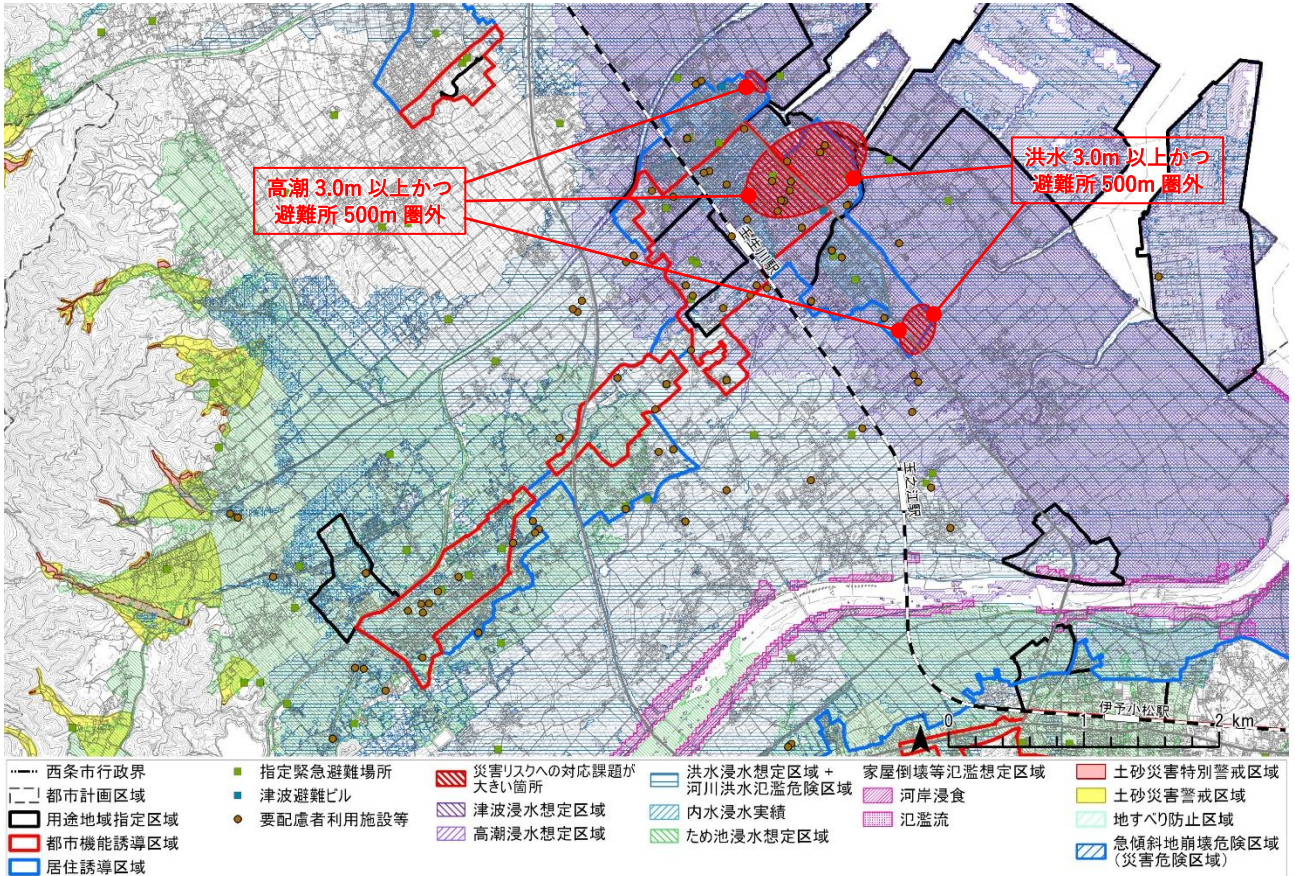 高潮 3.0m 以上かつ
避難所 500m 圏外
洪水 3.0m 以上かつ
避難所 500m 圏外
壬生川駅
玉之江駅
伊予小松駅
0 1 2 km
西条市行政界
都市計画区域
用途地域指定区域
都市機能誘導区域
居住誘導区域
指定緊急避難場所
津波避難ビル
要配慮者利用施設等
災害リスクへの対応課題が
大きい箇所
津波浸水想定区域
高潮浸水想定区域
洪水浸水想定区域 +
河川洪水氾濫危険区域
内水浸水実績
ため池浸水想定区域
家屋倒壊等氾濫想定区域
河岸浸食
氾濫流
土砂災害特別警戒区域
土砂災害警戒区域
地すべり防止区域
急傾斜地崩壊危険区域
(災害危険区域)